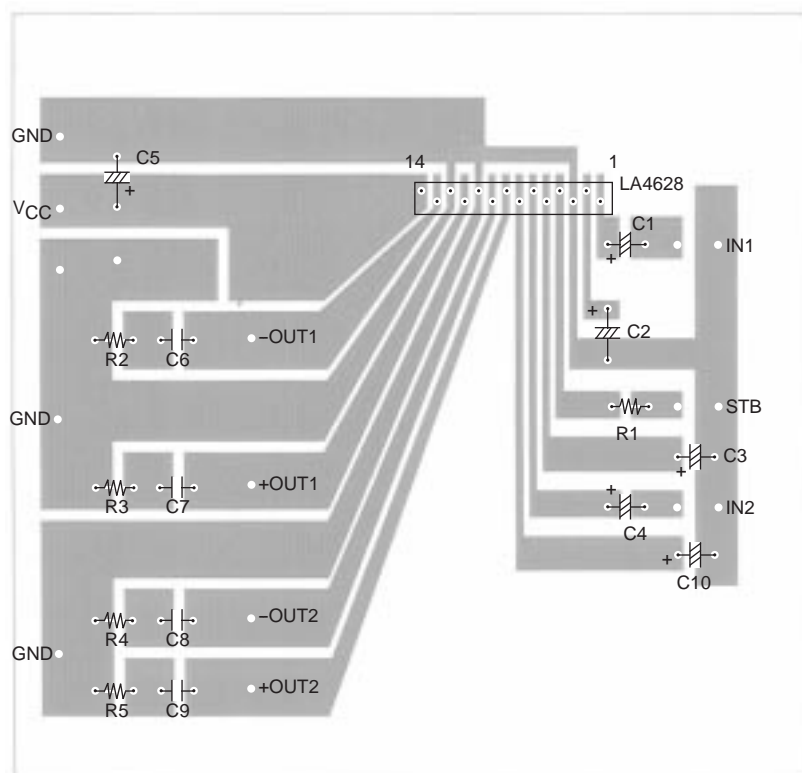 GND
C5
+
14
1
LA4628
VCC
C1
+
IN1
+
C2
R2
C6
−OUT1
GND
R1
STB
+
C3
R3
C7
+OUT1
+
C4
IN2
+
C10
R4
C8
−OUT2
GND
R5
C9
+OUT2